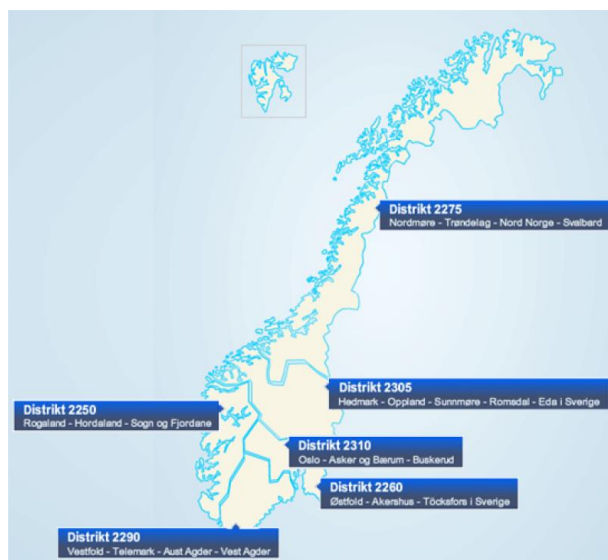 Distrikt 2275
Nordmøre - Trøndelag - Nord Norge - Svalbard
Distrikt 2305
Hedmark - Oppland - Sunnmøre - Romsdal - Eda i Sverige
Distrikt 2250
Rogaland - Hordaland - Sogn og Fjordane
Distrikt 2310
Oslo - Asker og Bærum - Buskerud
Distrikt 2260
Østfold - Akershus - Töcksfors i Sverige
Distrikt 2290
Vestfold - Telemark - Aust Agder - Vest Agder